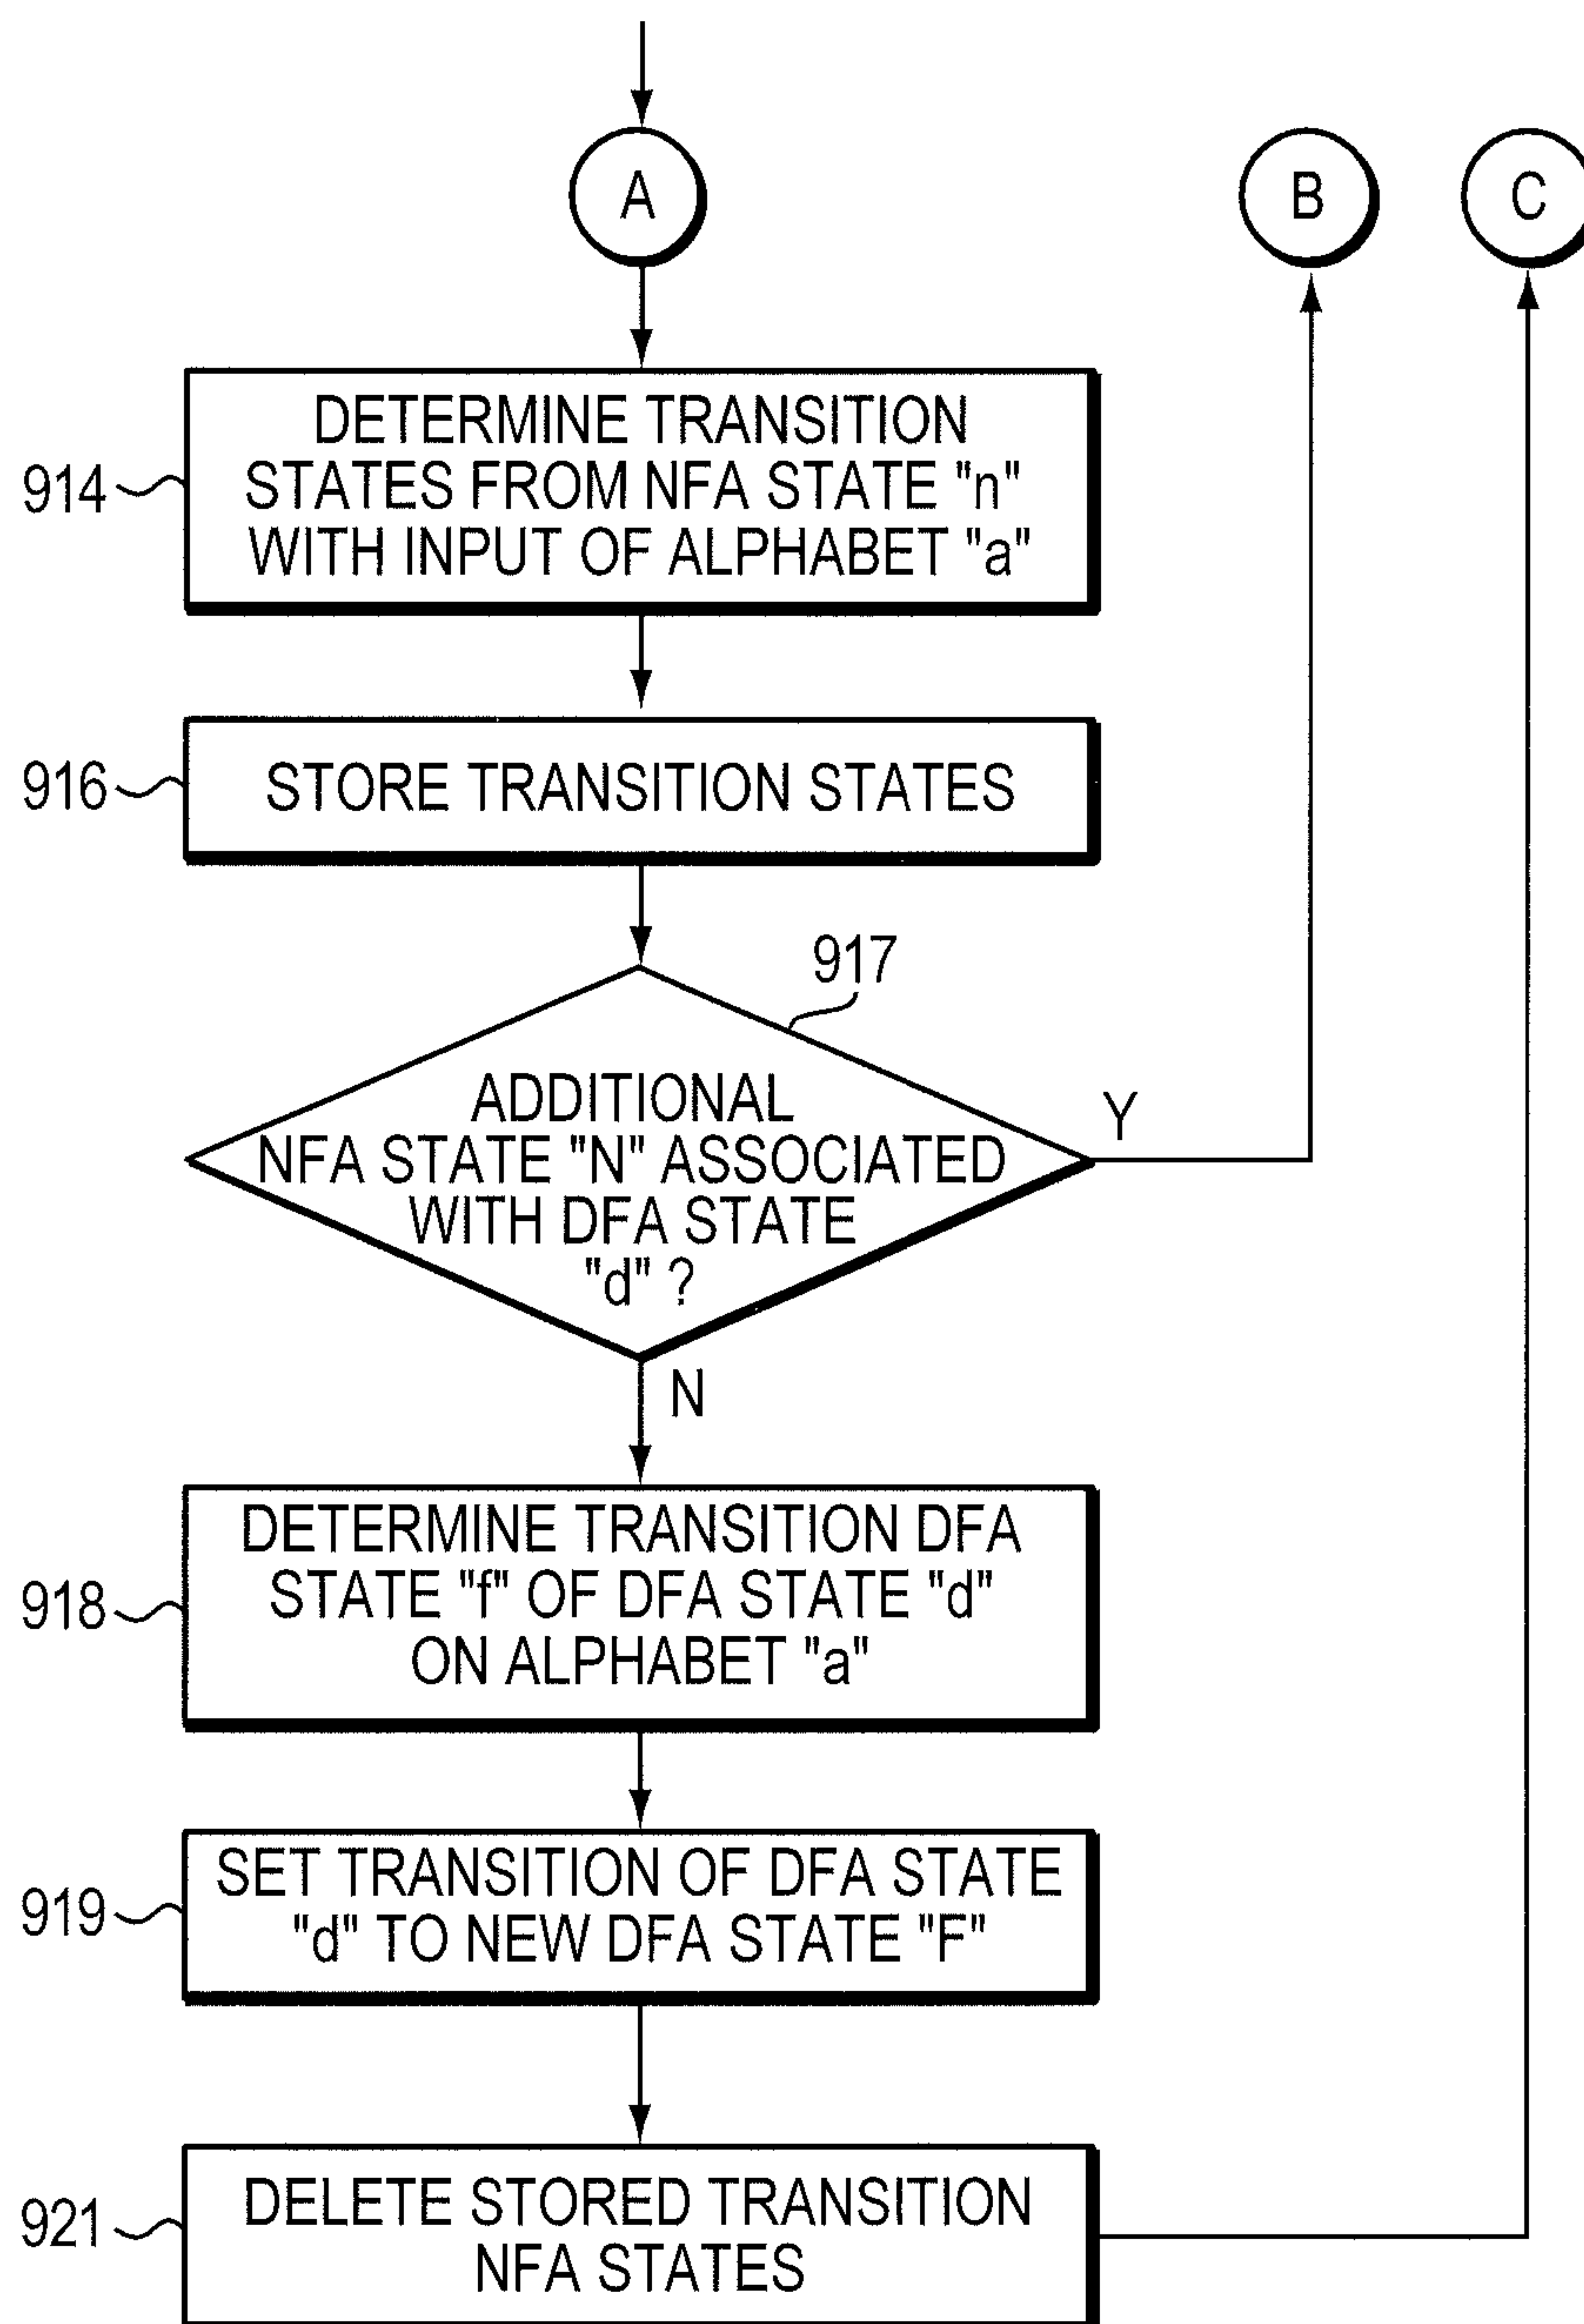 A
B
C
914
DETERMINE TRANSITION
STATES FROM NFA STATE "n"
WITH INPUT OF ALPHABET "a"
916
STORE TRANSITION STATES
917
ADDITIONAL
NFA STATE "N" ASSOCIATED
WITH DFA STATE
"d" ?
Y
N
918
DETERMINE TRANSITION DFA
STATE "f" OF DFA STATE "d"
ON ALPHABET "a"
919
SET TRANSITION OF DFA STATE
"d" TO NEW DFA STATE "F"
921
DELETE STORED TRANSITION
NFA STATES